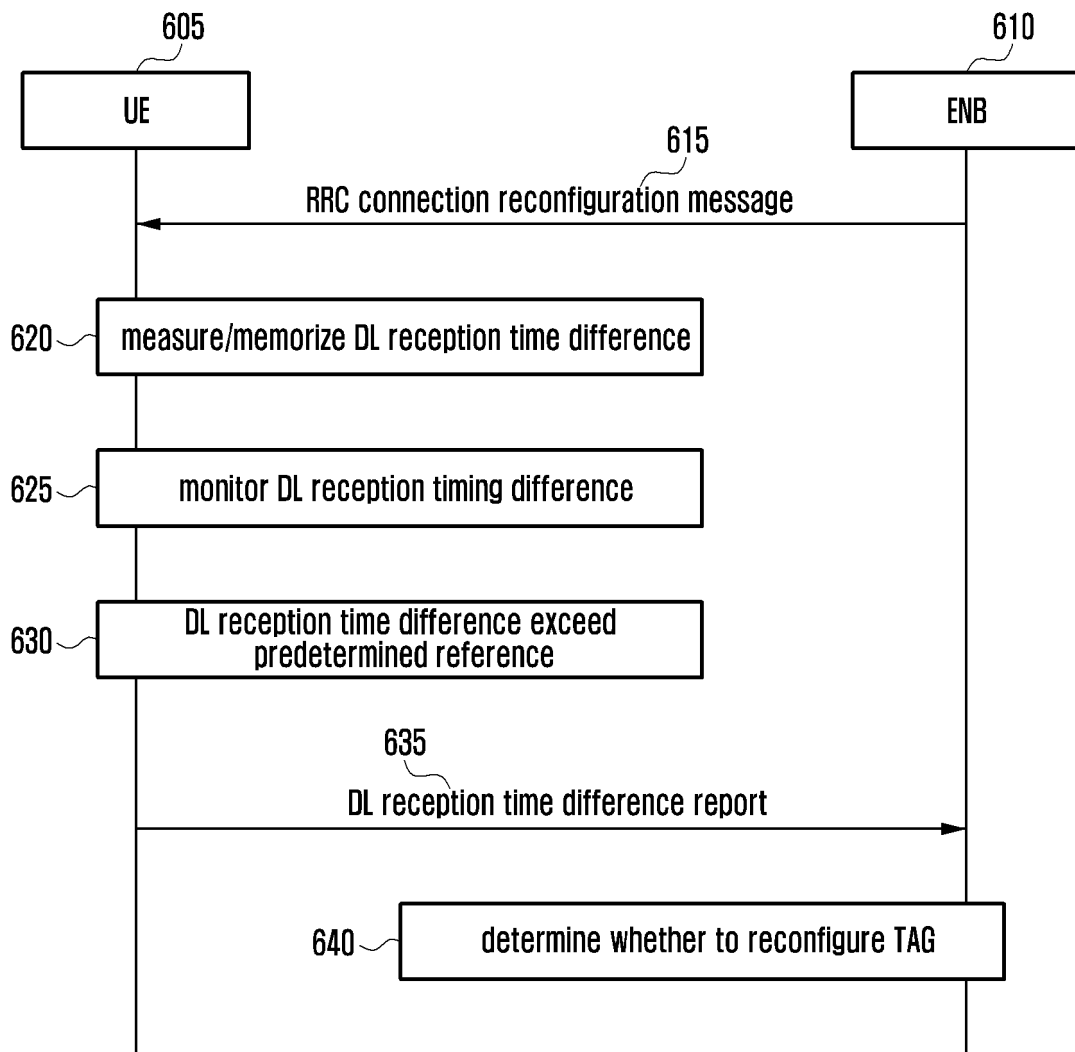 605
610
UE
ENB
615
RRC connection reconfiguration message
620
measure/memorize DL reception time difference
625
monitor DL reception timing difference
630
DL reception time difference exceed
predetermined reference
635
DL reception time difference report
640
determine whether to reconfigure TAG